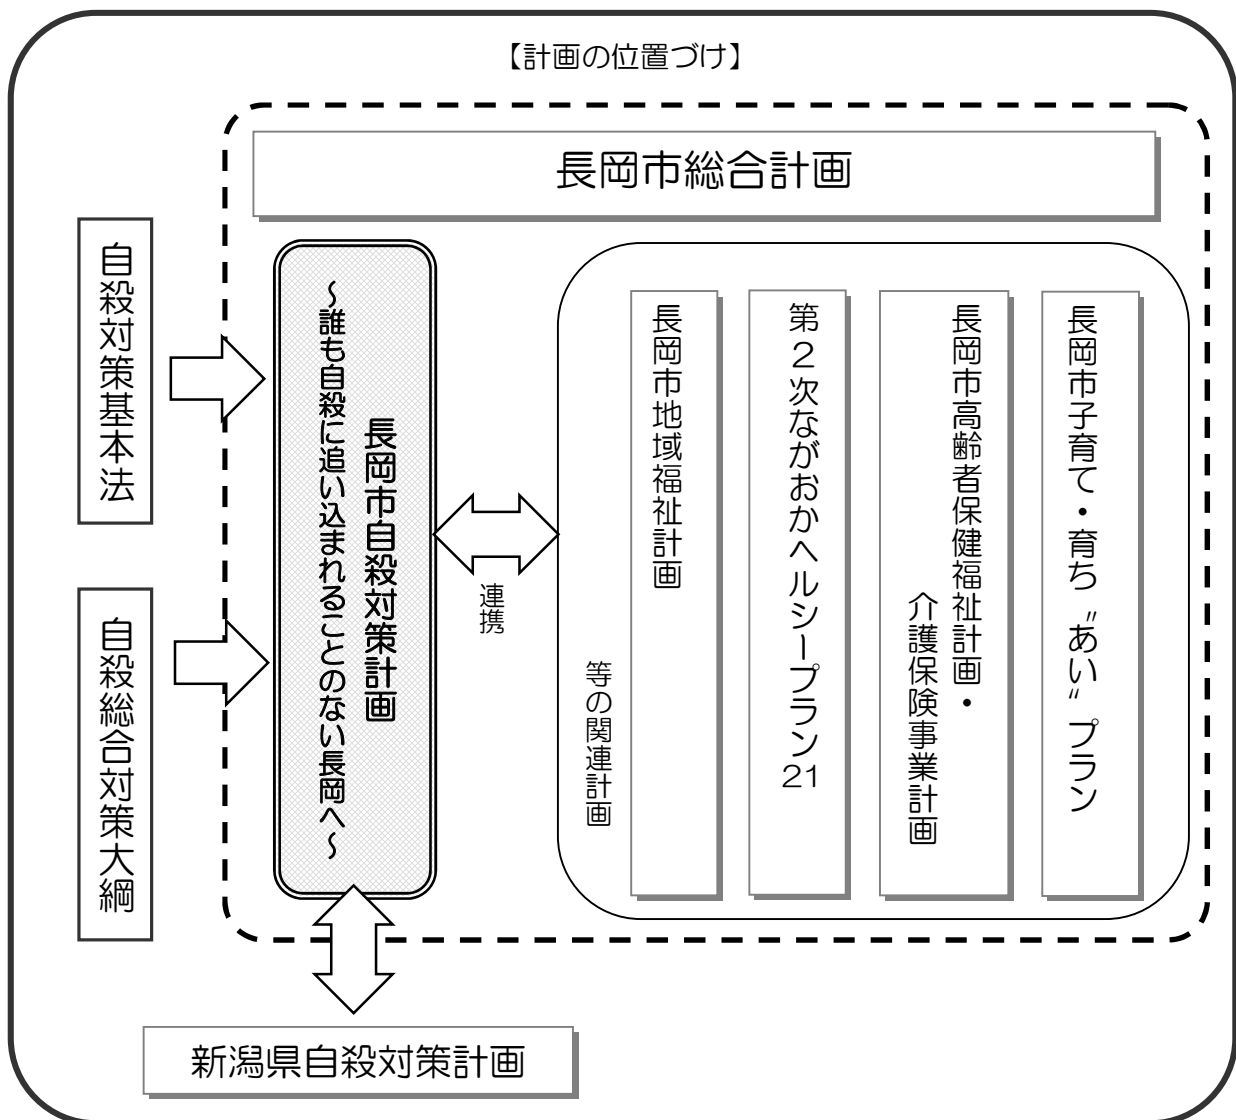 【計画の位置づけ】
長岡市総合計画
自殺対策基本法
自殺総合対策大綱
長岡市自殺対策計画
～誰も自殺に追い込まれることのない長岡へ～
連携
長岡市子育て・育ち〝あい〟プラン
長岡市高齢者保健福祉計画・
介護保険事業計画
第２次ながおかヘルシープラン21
長岡市地域福祉計画
等の関連計画
新潟県自殺対策計画